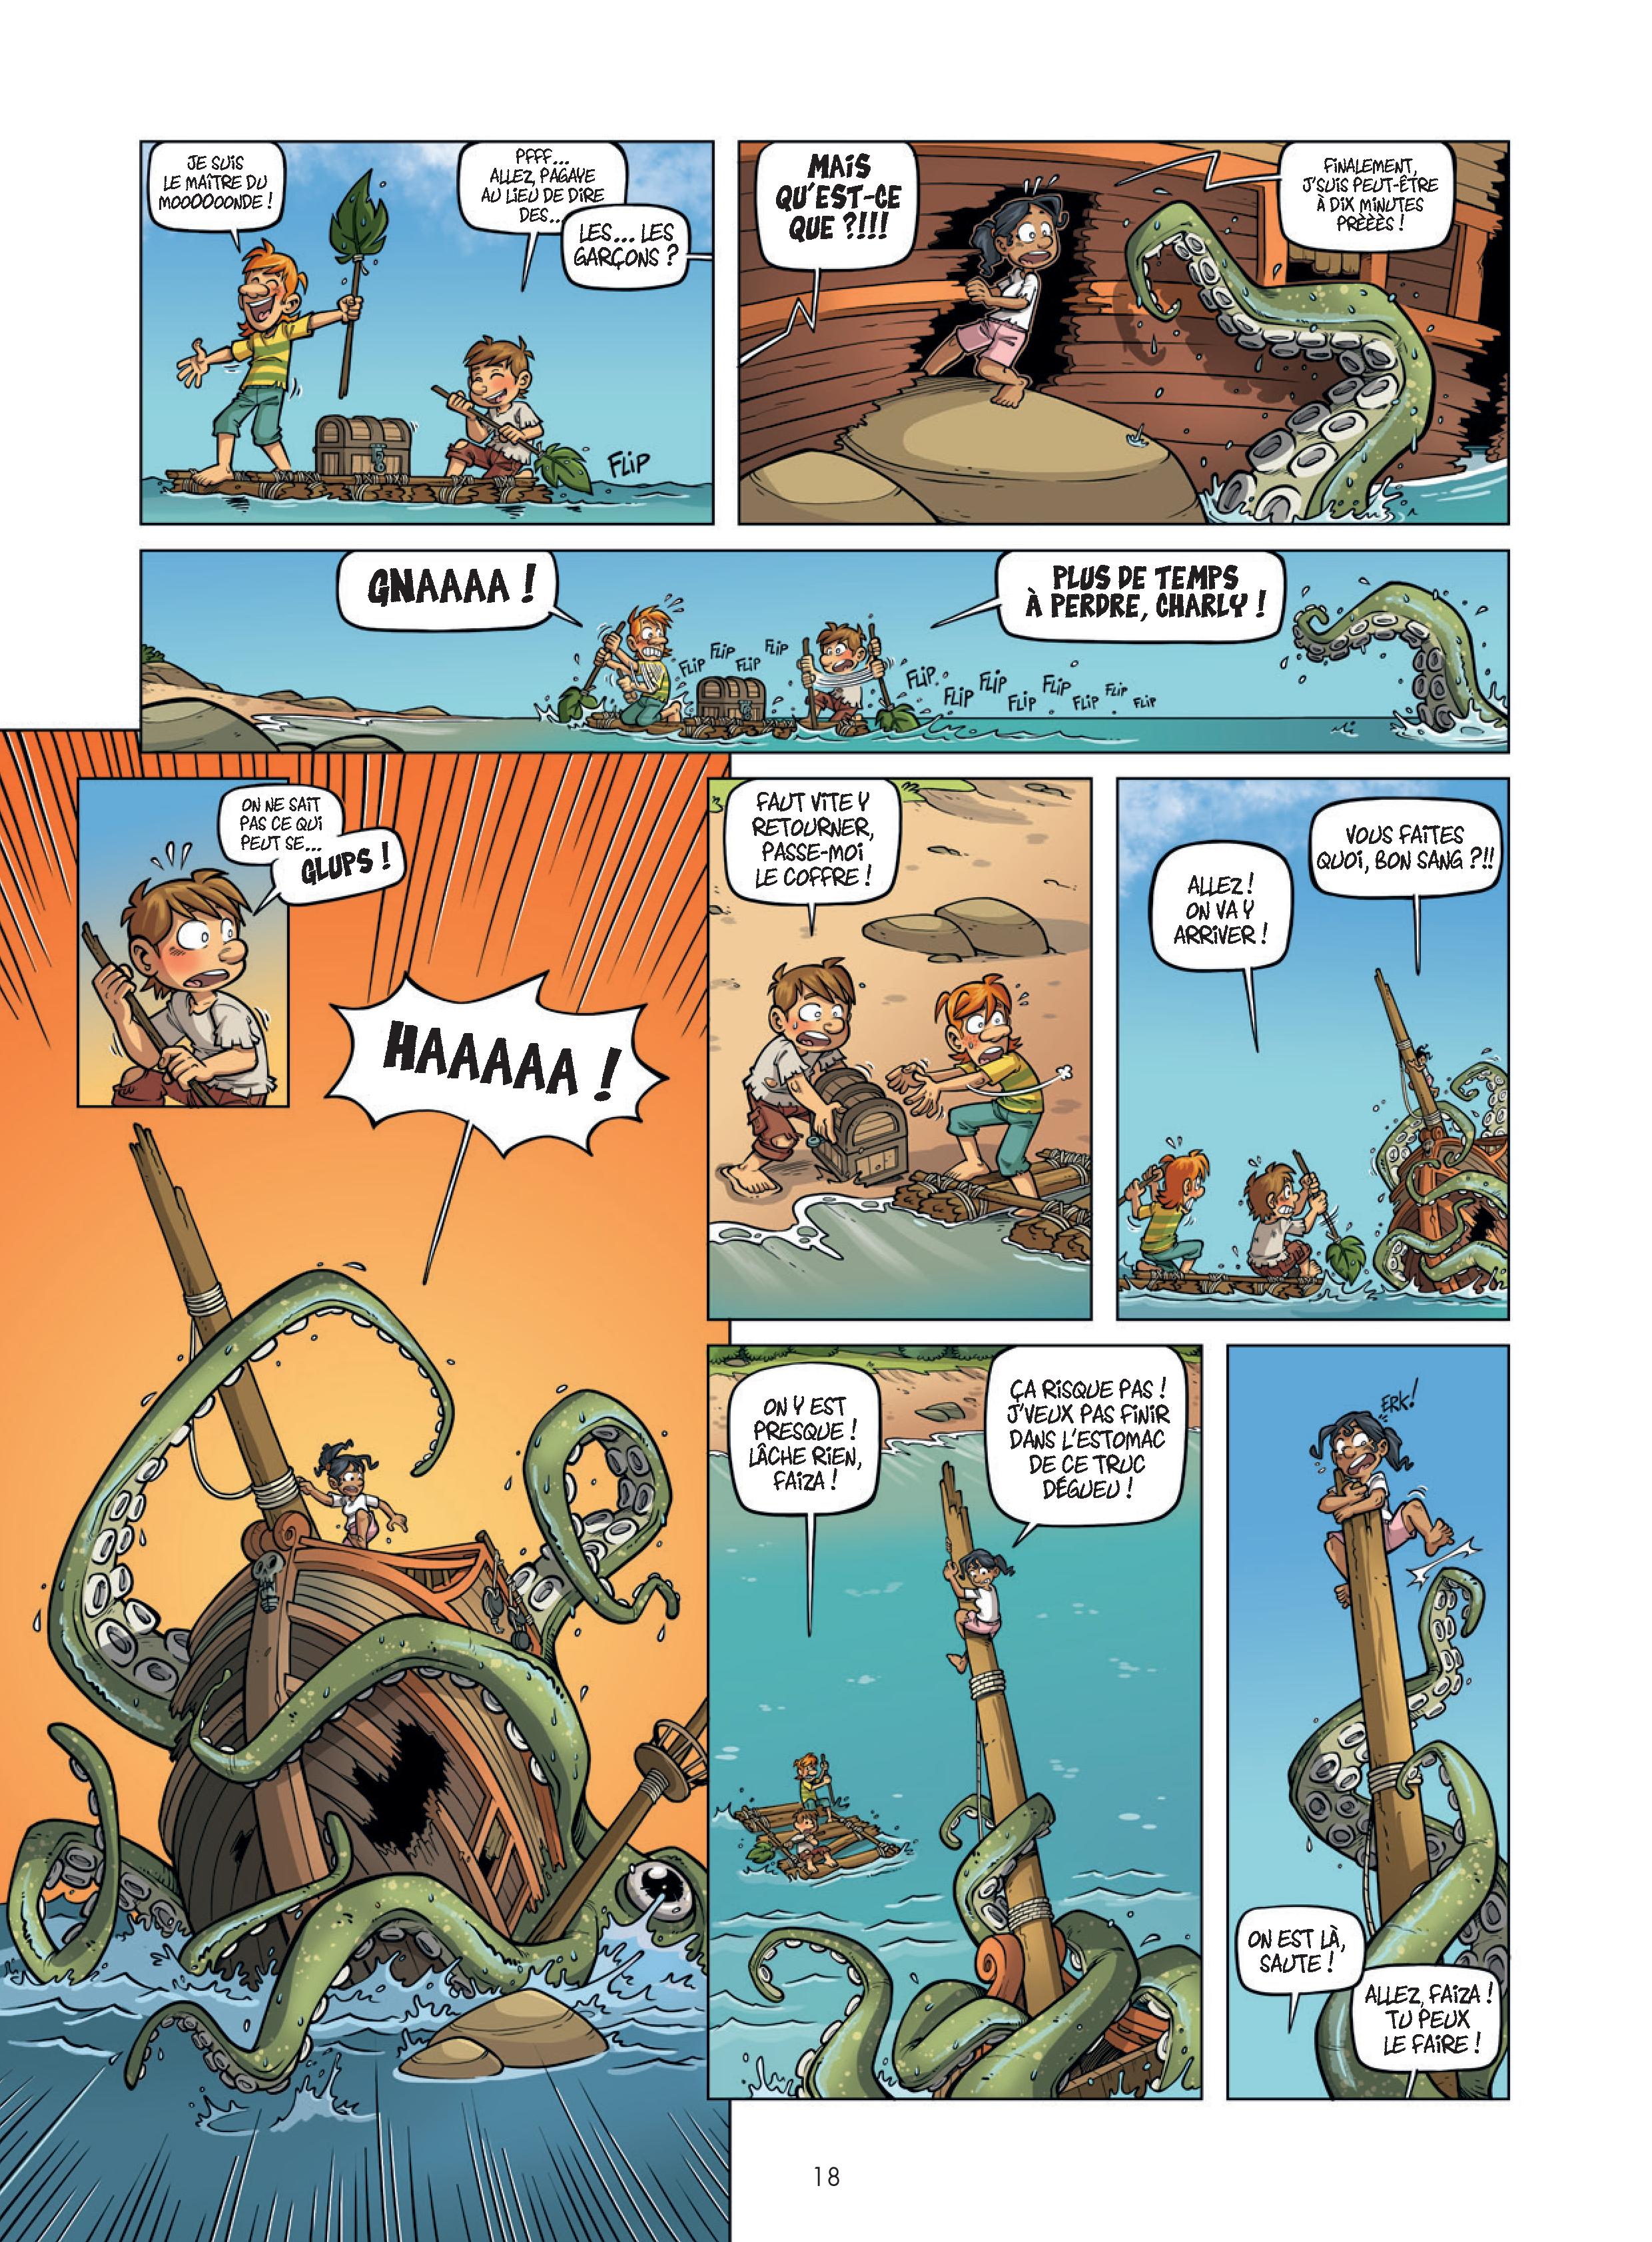 JE SUIS
LE MAÎTRE DU
MOOOOOONDE !
PFFF...
ALLEZ, PAGAYE
AU LIEU DE DIRE
DES...
LES... LES
GARÇONS ?
FLIP
MAIS
QU'EST-CE
QUE ?!!!
FINALEMENT,
J'SUIS PEUT-ÊTRE
À DIX MINUTES
PRÈÈÈS !
GNAAAA !
PLUS DE TEMPS
À PERDRE, CHARLY !
FLIP
FLIP
FLIP
FLIP
FLIP
FLIP
FLIP
FLIP
FLIP
FLIP
FLIP
FLIP
ON NE SAIT
PAS CE QUI
PEUT SE...
GLUPS !
HAAAAA !
FAUT VITE Y
RETOURNER,
PASSE-MOI
LE COFFRE !
ALLEZ !
ON VA Y
ARRIVER !
VOUS FAITES
QUOI, BON SANG ?!!
ON Y EST
PRESQUE !
LÂCHE RIEN,
FAIZA !
ÇA RISQUE PAS !
J'VEUX PAS FINIR
DANS L'ESTOMAC
DE CE TRUC
DÉGUEU !
ERK!
ON EST LÀ,
SAUTE !
ALLEZ, FAIZA !
TU PEUX
LE FAIRE !
18